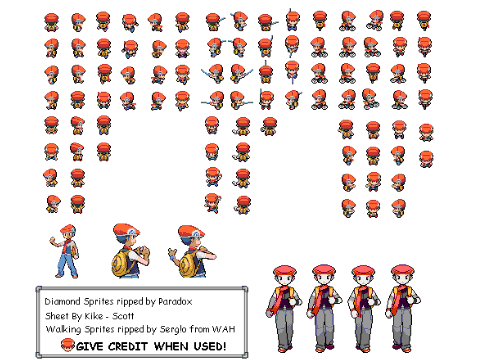 Diamond Sprites ripped by Paradox
Sheet By Kike - Scott
Walking Sprites ripped by Serglo from WAH
GIVE CREDIT WHEN USED!